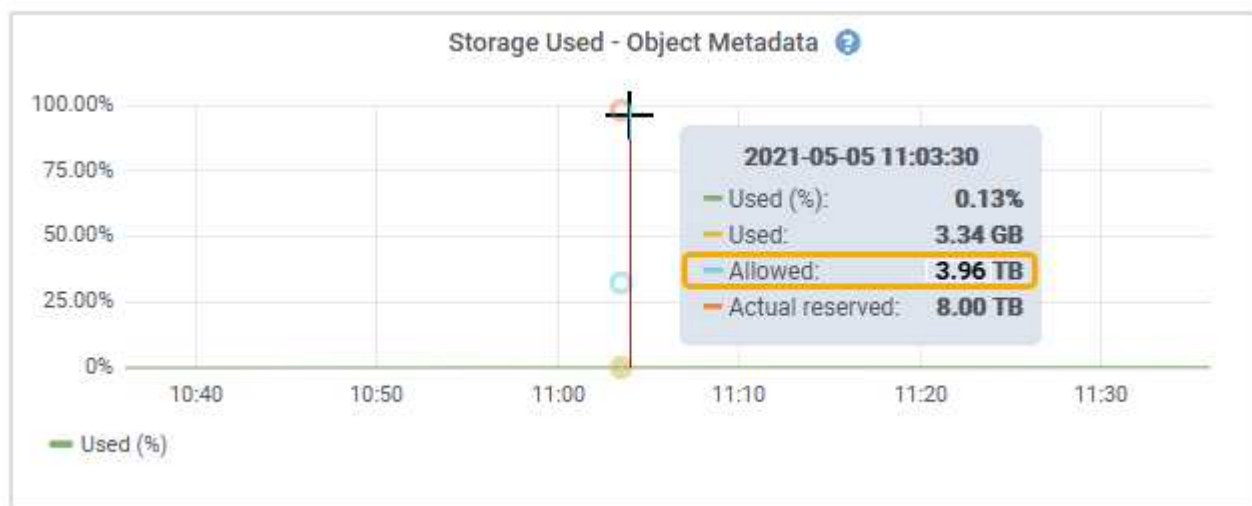 Storage Used - Object Metadata ?
100.00%
75.00%
50.00%
25.00%
0%
10:40 10:50 11:00 11:10 11:20 11:30
2021-05-05 11:03:30
Used (%): 0.13%
Used: 3.34 GB
Allowed: 3.96 TB
Actual reserved: 8.00 TB
Used (%)